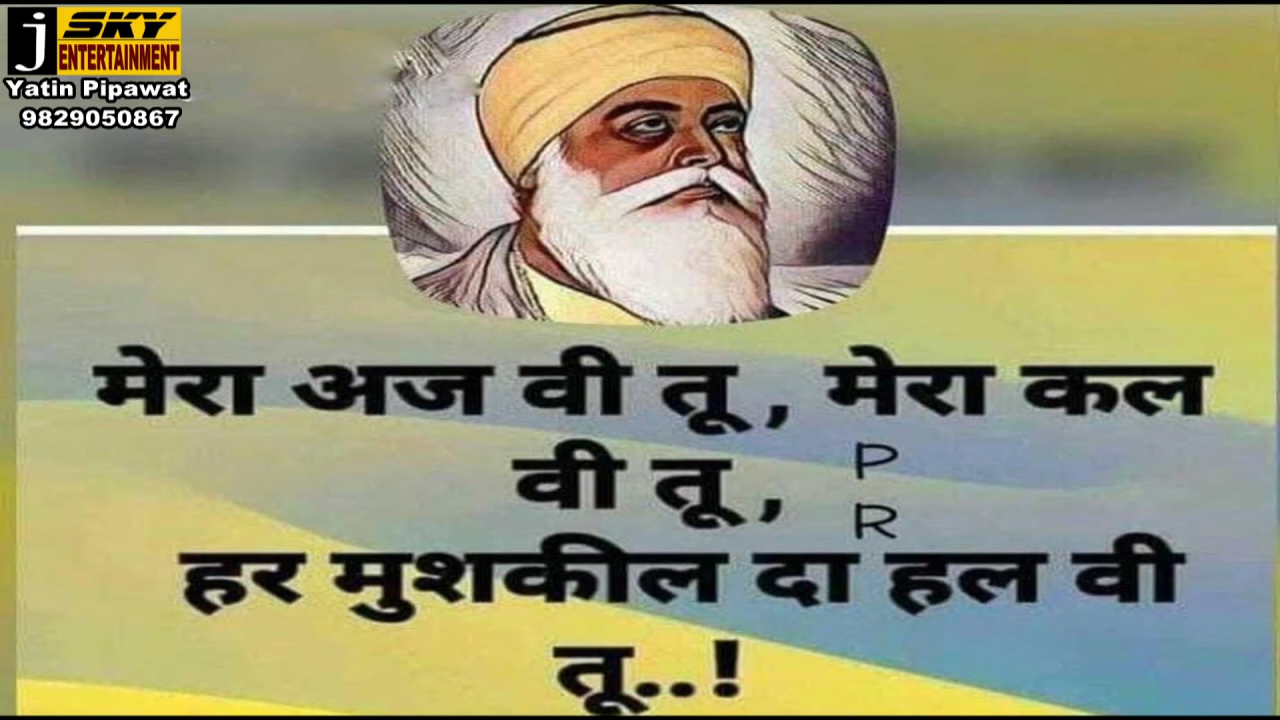 j SKY
ENTERTAINMENT
Yatin Pipawat
9829050867
मेरा अज वी तू , मेरा कल
वी तू , P
R
हर मुशकील दा हल वी
तू..!